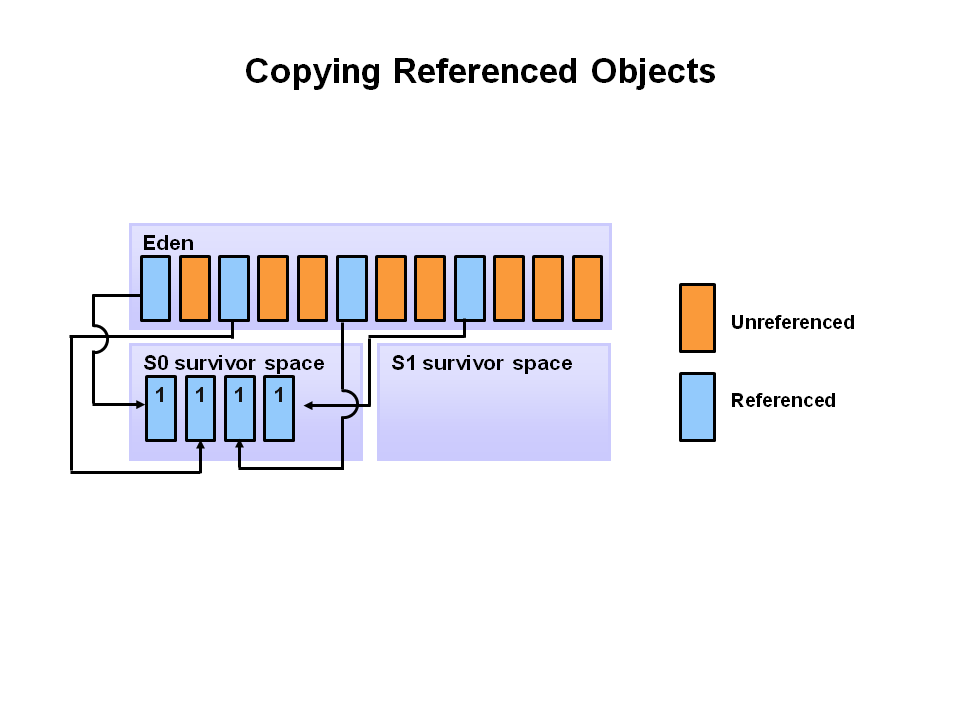 Copying Referenced Objects
Eden
S0 survivor space
1 1 1 1
S1 survivor space
Unreferenced
Referenced